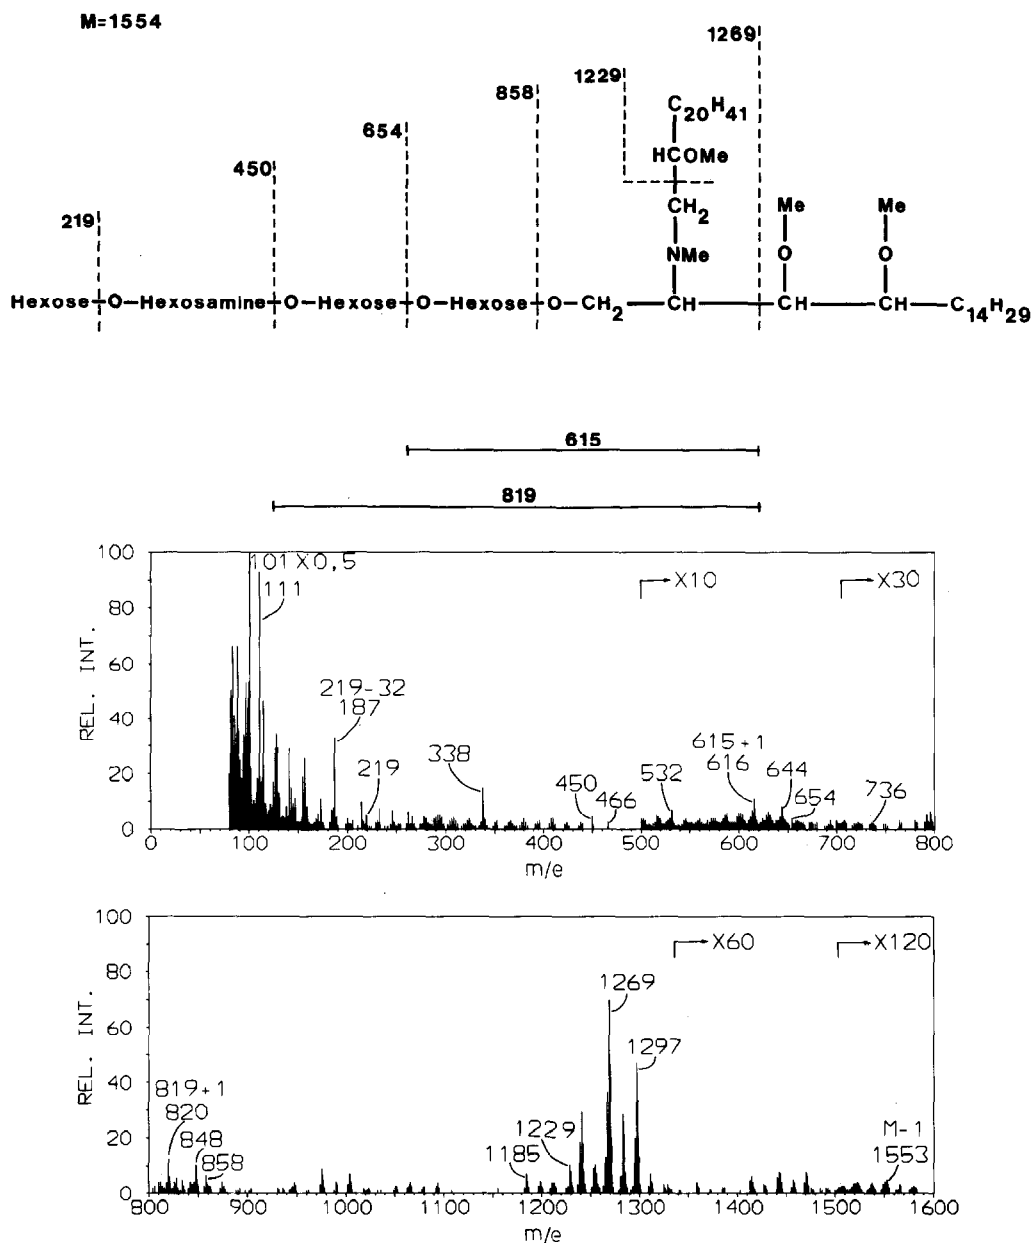 M=1554
1269
1229
858
654
450
219
C20H41
HCOMe
CH2
NMe
Me
Me
O
O
Hexose O-Hexosamine O-Hexose O-Hexose O-CH2 CH CH CH C14H29
615
819
100
80
60
40
20
0
REL. INT.
101X0,5
111
219-32
187
219
338
450
466
X10
532
615+1
616
644
654
X30
736
0 100 200 300 400 500 600 700 800
m/e
100
80
60
40
20
0
REL. INT.
819+1
820
848
858
1185
1229
1269
1297
X60
X120
M-1
1553
800 900 1000 1100 1200 1300 1400 1500 1600
m/e